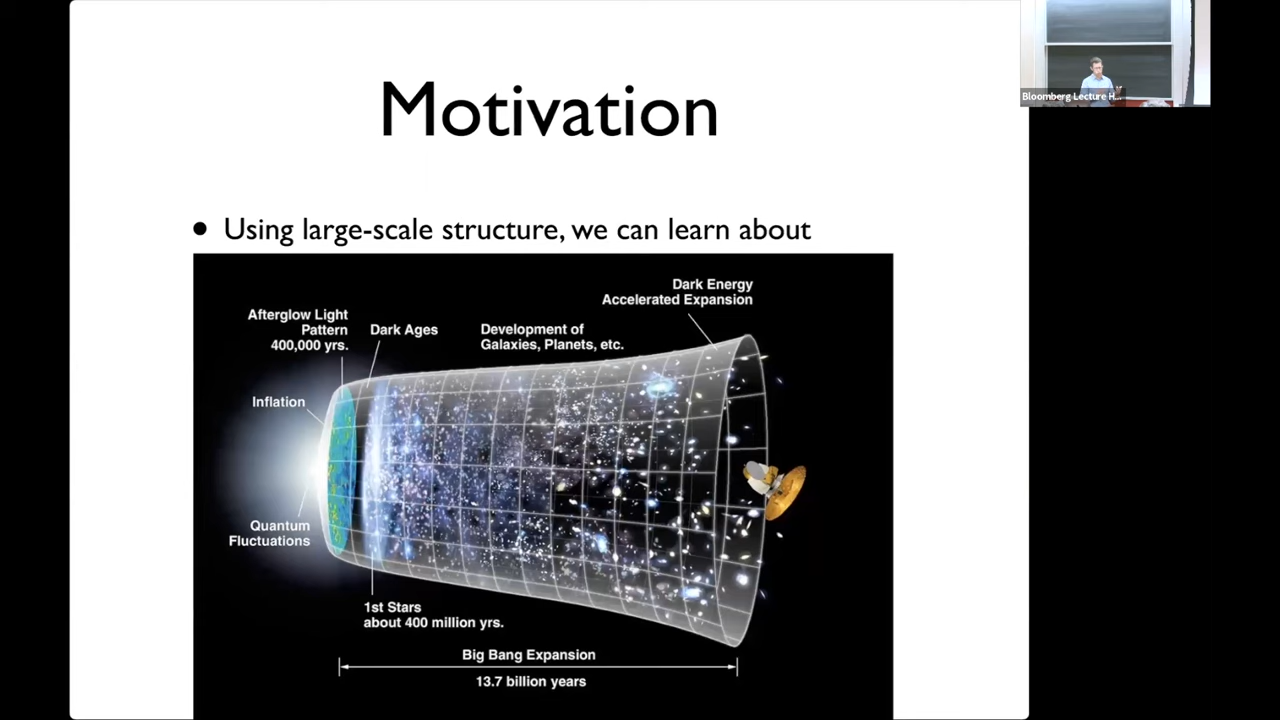 Motivation
• Using large-scale structure, we can learn about
Dark Energy
Accelerated Expansion
Afterglow Light
Pattern
400,000 yrs.
Dark Ages
Development of
Galaxies, Planets, etc.
Inflation
Quantum
Fluctuations
1st Stars
about 400 million yrs.
Big Bang Expansion
13.7 billion years
Bloomberg Lecture H...